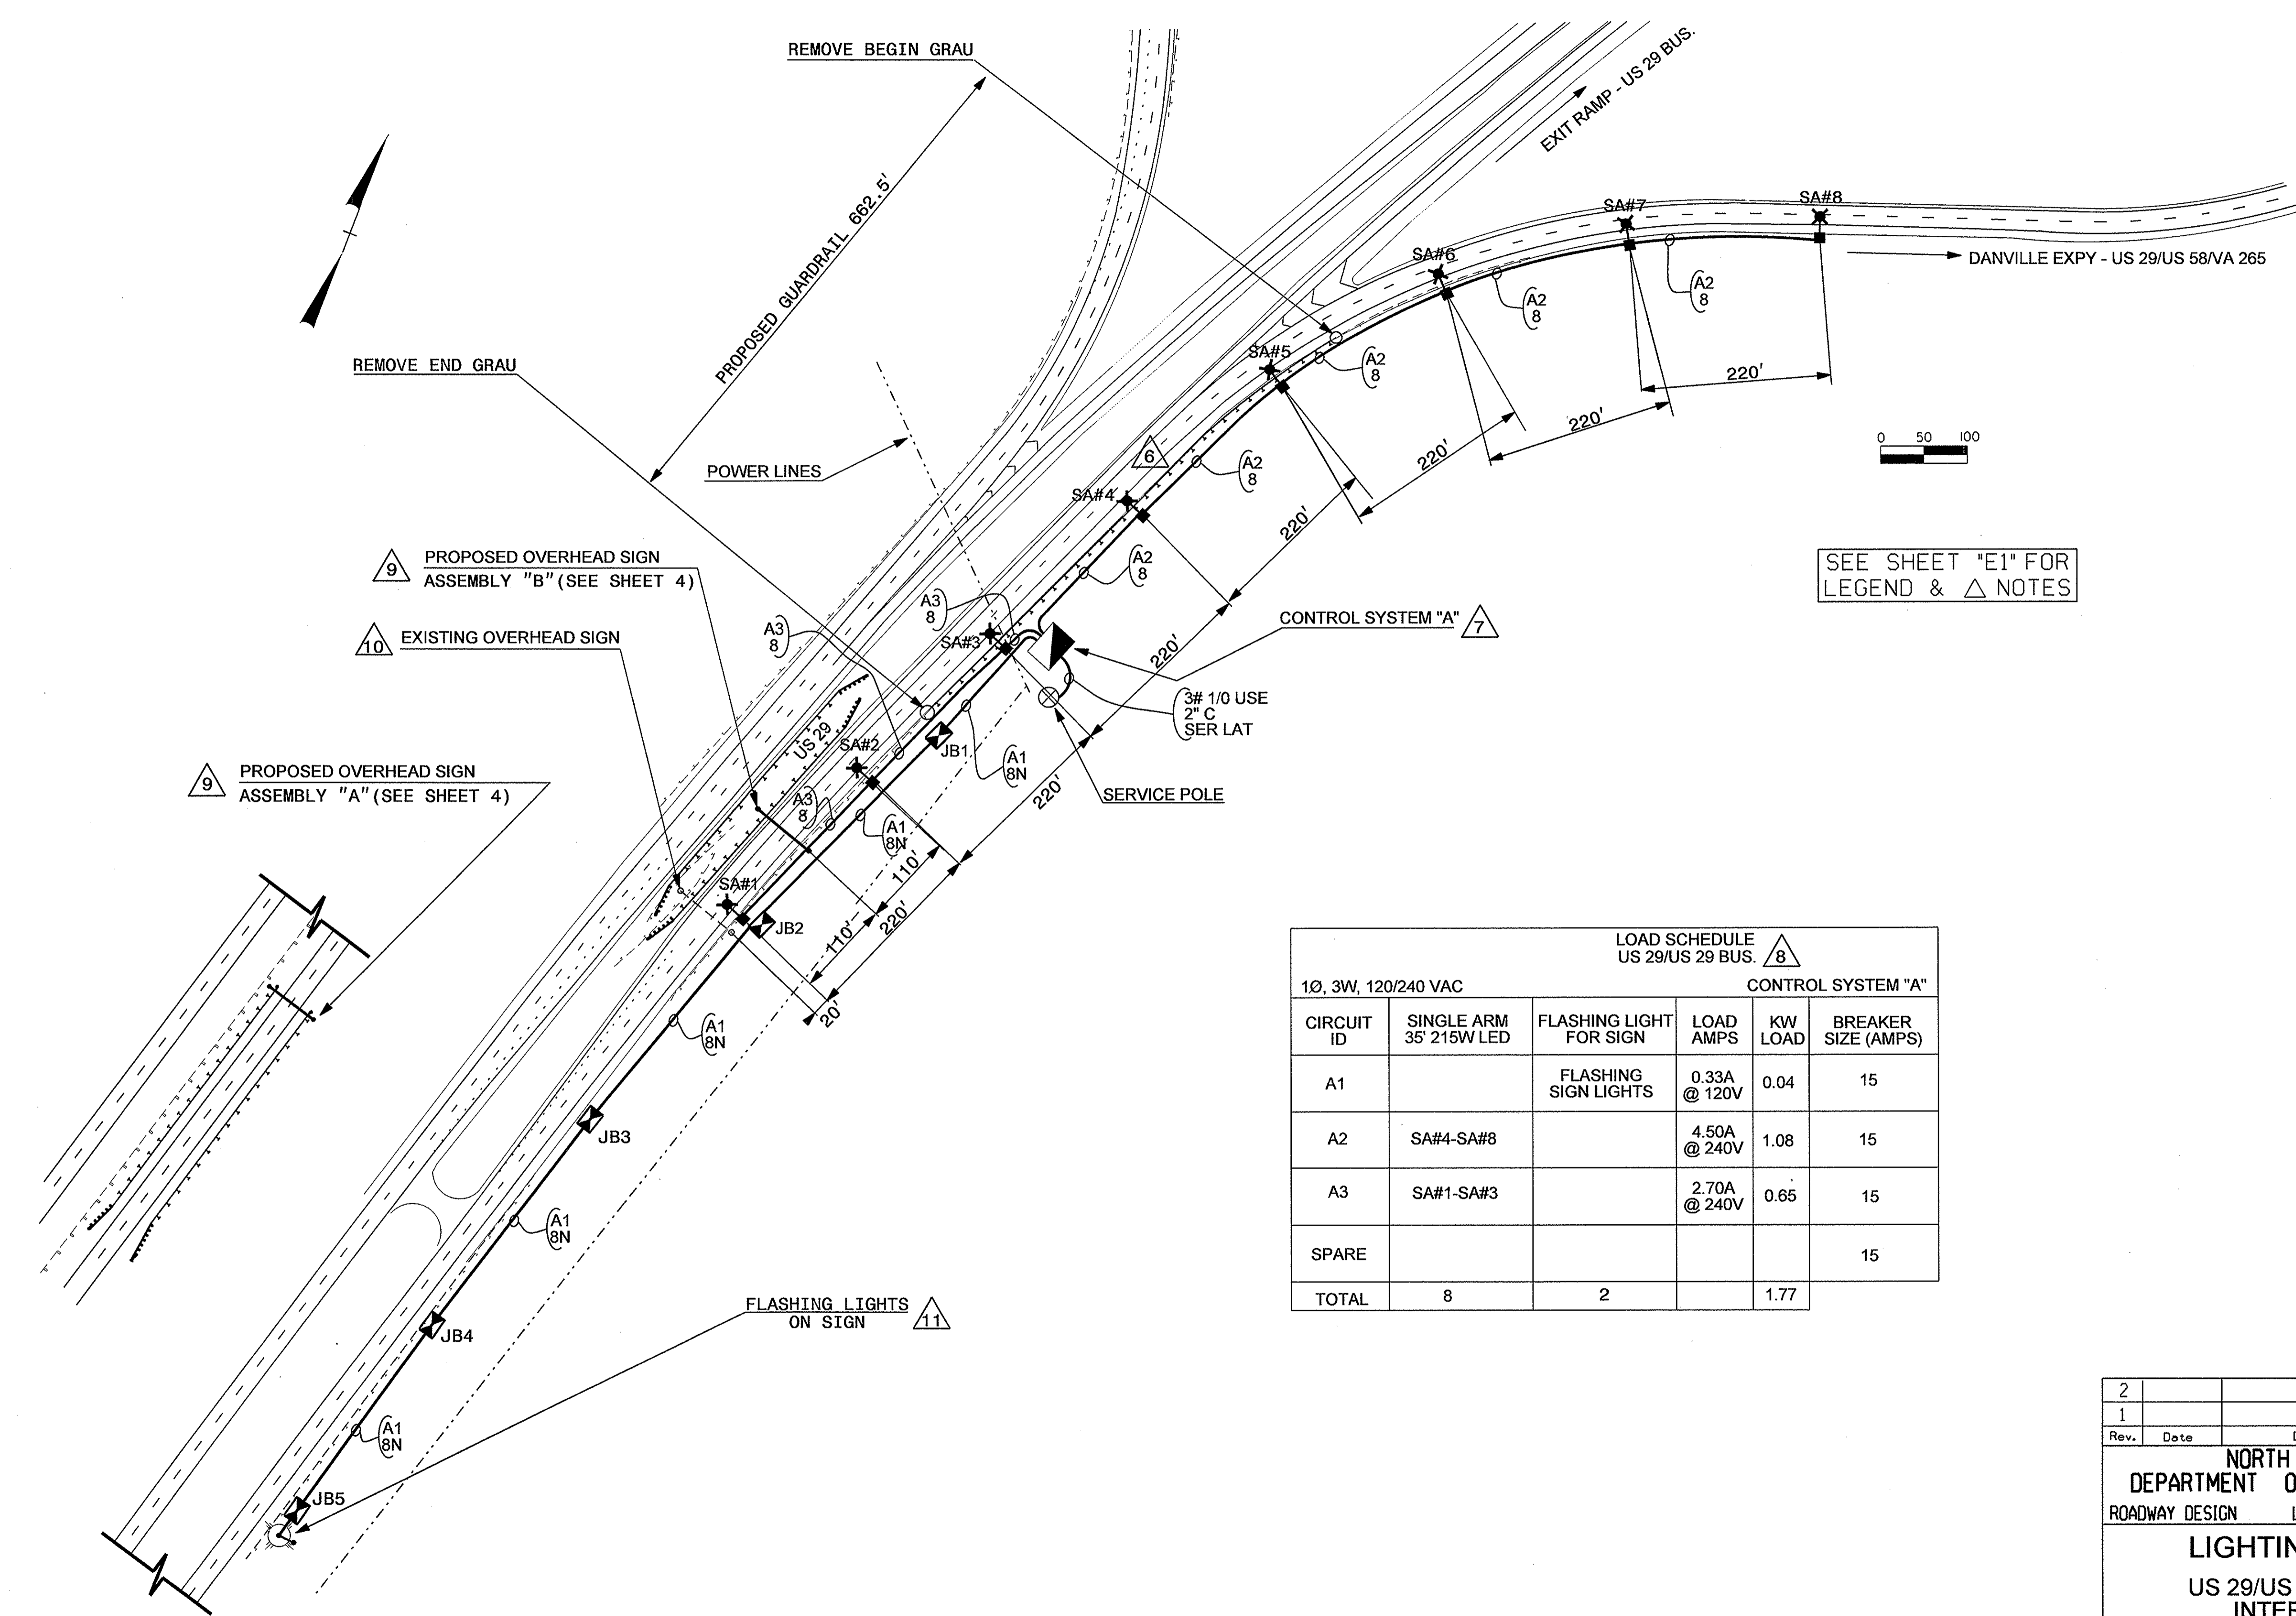 REMOVE BEGIN GRAU
EXIT RAMP - US 29 BUS.
PROPOSED GUARDRAIL 662.5'
SA#7
SA#8
DANVILLE EXPY - US 29/US 58/VA 265
SA#6
A2
8
A2
8
REMOVE END GRAU
SA#5
A2
8
220'
220'
220'
0 50 100
POWER LINES
6
A2
8
SA#4
220'
9
PROPOSED OVERHEAD SIGN
ASSEMBLY "B" (SEE SHEET 4)
A2
8
SEE SHEET "E1" FOR
LEGEND & △ NOTES
10
EXISTING OVERHEAD SIGN
A3
8
A3
8
SA#3
CONTROL SYSTEM "A"
7
220'
3# 1/0 USE
2" C
SER LAT
US 29
SA#2
JB1
A1
8N
220'
SERVICE POLE
9
PROPOSED OVERHEAD SIGN
ASSEMBLY "A" (SEE SHEET 4)
A3
8
A1
8N
110'
220'
110'
20'
SA#1
JB2
A1
8N
JB3
A1
8N
JB4
A1
8N
JB5
FLASHING LIGHTS
ON SIGN
11
LOAD SCHEDULE
US 29/US 29 BUS.
8
1Ø, 3W, 120/240 VAC CONTROL SYSTEM "A"
CIRCUIT
ID
SINGLE ARM
35' 215W LED
FLASHING LIGHT
FOR SIGN
LOAD
AMPS
KW
LOAD
BREAKER
SIZE (AMPS)
A1
FLASHING
SIGN LIGHTS
0.33A
@ 120V
0.04
15
A2
SA#4-SA#8
4.50A
@ 240V
1.08
15
A3
SA#1-SA#3
2.70A
@ 240V
0.65
15
SPARE
15
TOTAL 8 2 1.77
2
1
Rev. Date
NORTH
DEPARTMENT
ROADWAY DESIGN
US 29/US